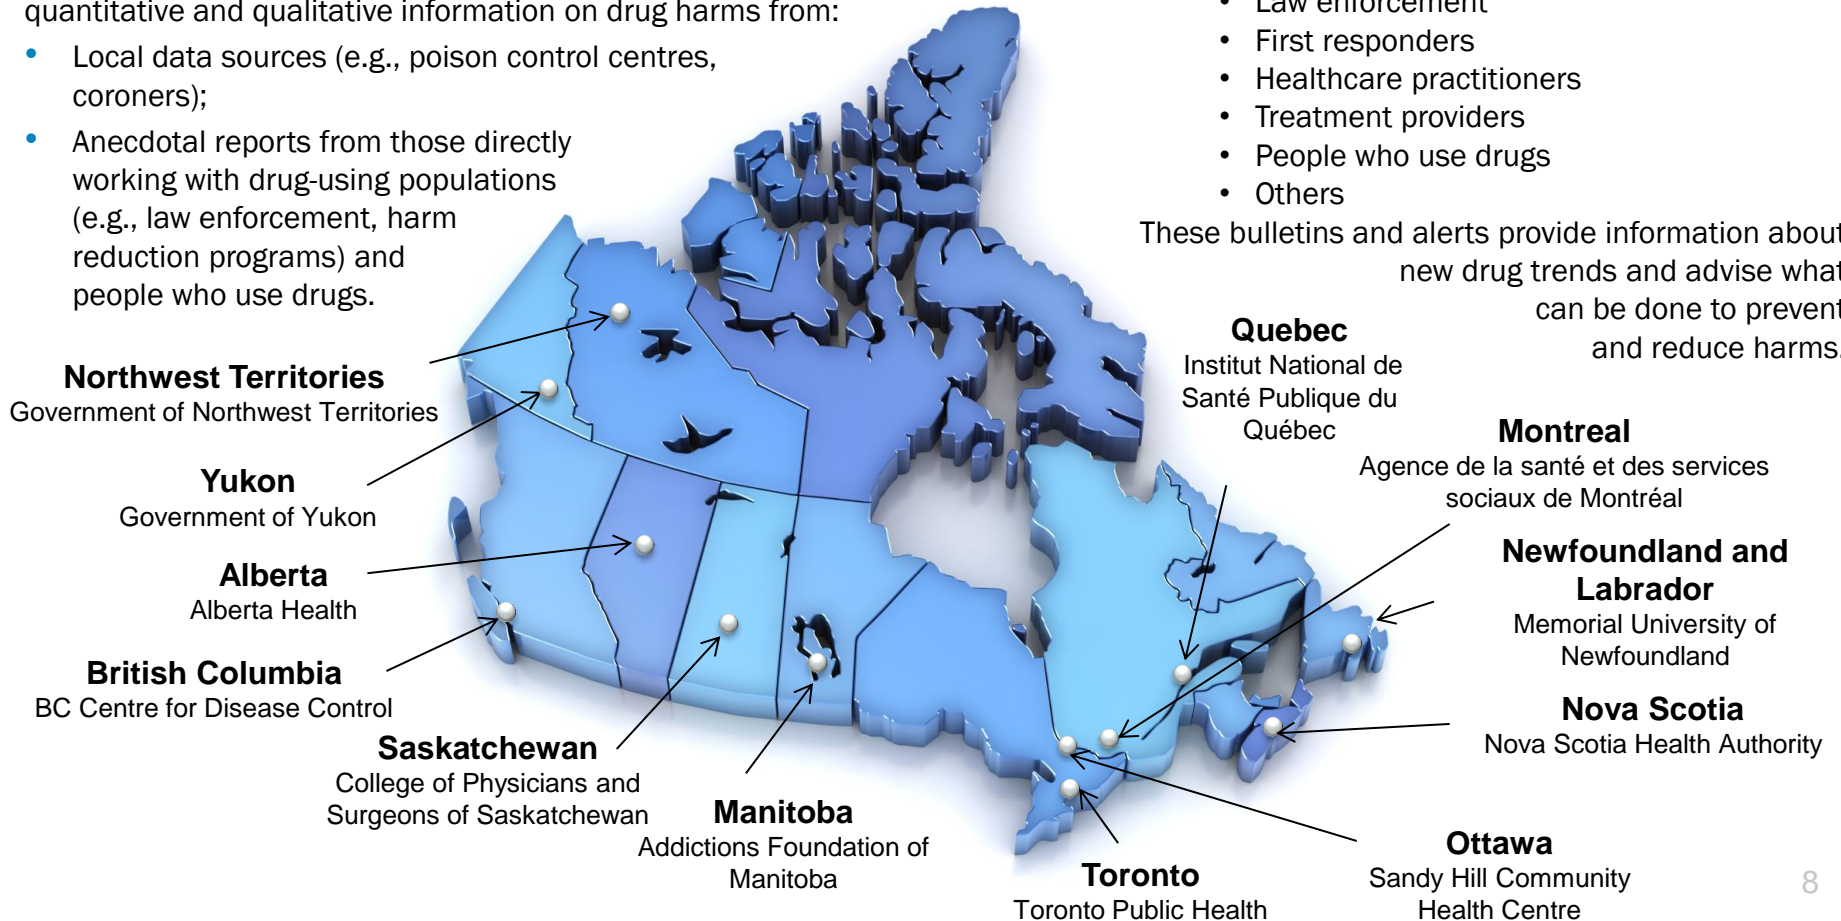 quantitative and qualitative information on drug harms from:
• Local data sources (e.g., poison control centres,
coroners);
• Anecdotal reports from those directly
working with drug-using populations
(e.g., law enforcement, harm
reduction programs) and
people who use drugs.
• Law enforcement
• First responders
• Healthcare practitioners
• Treatment providers
• People who use drugs
• Others
These bulletins and alerts provide information about
new drug trends and advise what
can be done to prevent
and reduce harms.
Northwest Territories
Government of Northwest Territories
Yukon
Government of Yukon
Alberta
Alberta Health
British Columbia
BC Centre for Disease Control
Saskatchewan
College of Physicians and
Surgeons of Saskatchewan
Manitoba
Addictions Foundation of
Manitoba
Toronto
Toronto Public Health
Ottawa
Sandy Hill Community
Health Centre
Quebec
Institut National de
Santé Publique du
Québec
Montreal
Agence de la santé et des services
sociaux de Montréal
Newfoundland and
Labrador
Memorial University of
Newfoundland
Nova Scotia
Nova Scotia Health Authority
8